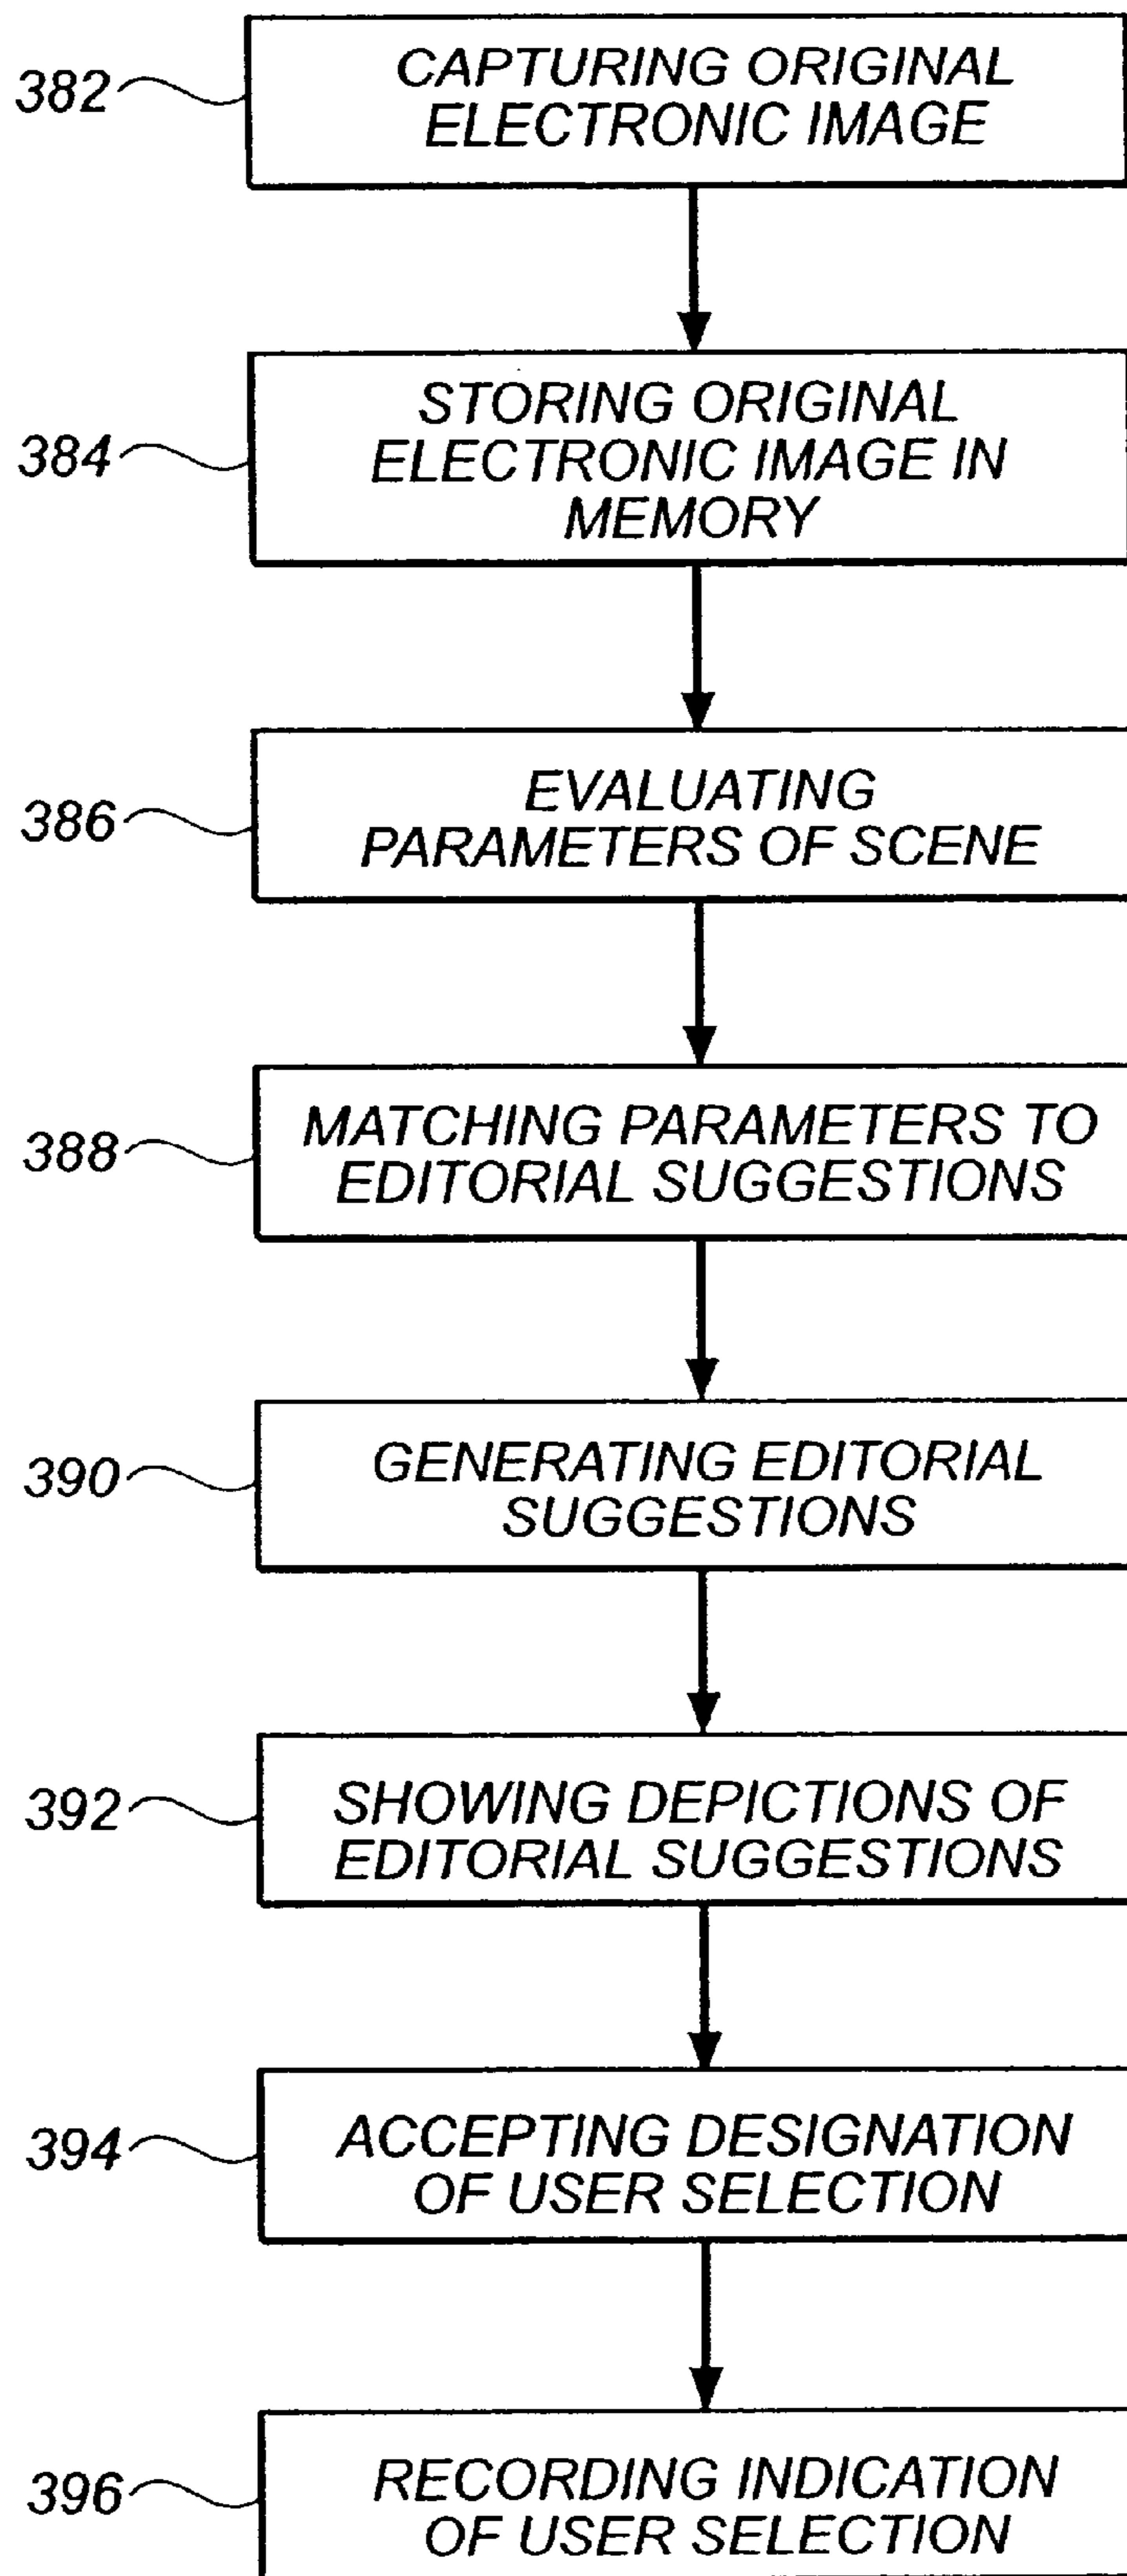 382
CAPTURING ORIGINAL
ELECTRONIC IMAGE
384
STORING ORIGINAL
ELECTRONIC IMAGE IN
MEMORY
386
EVALUATING
PARAMETERS OF SCENE
388
MATCHING PARAMETERS TO
EDITORIAL SUGGESTIONS
390
GENERATING EDITORIAL
SUGGESTIONS
392
SHOWING DEPICTIONS OF
EDITORIAL SUGGESTIONS
394
ACCEPTING DESIGNATION
OF USER SELECTION
396
RECORDING INDICATION
OF USER SELECTION